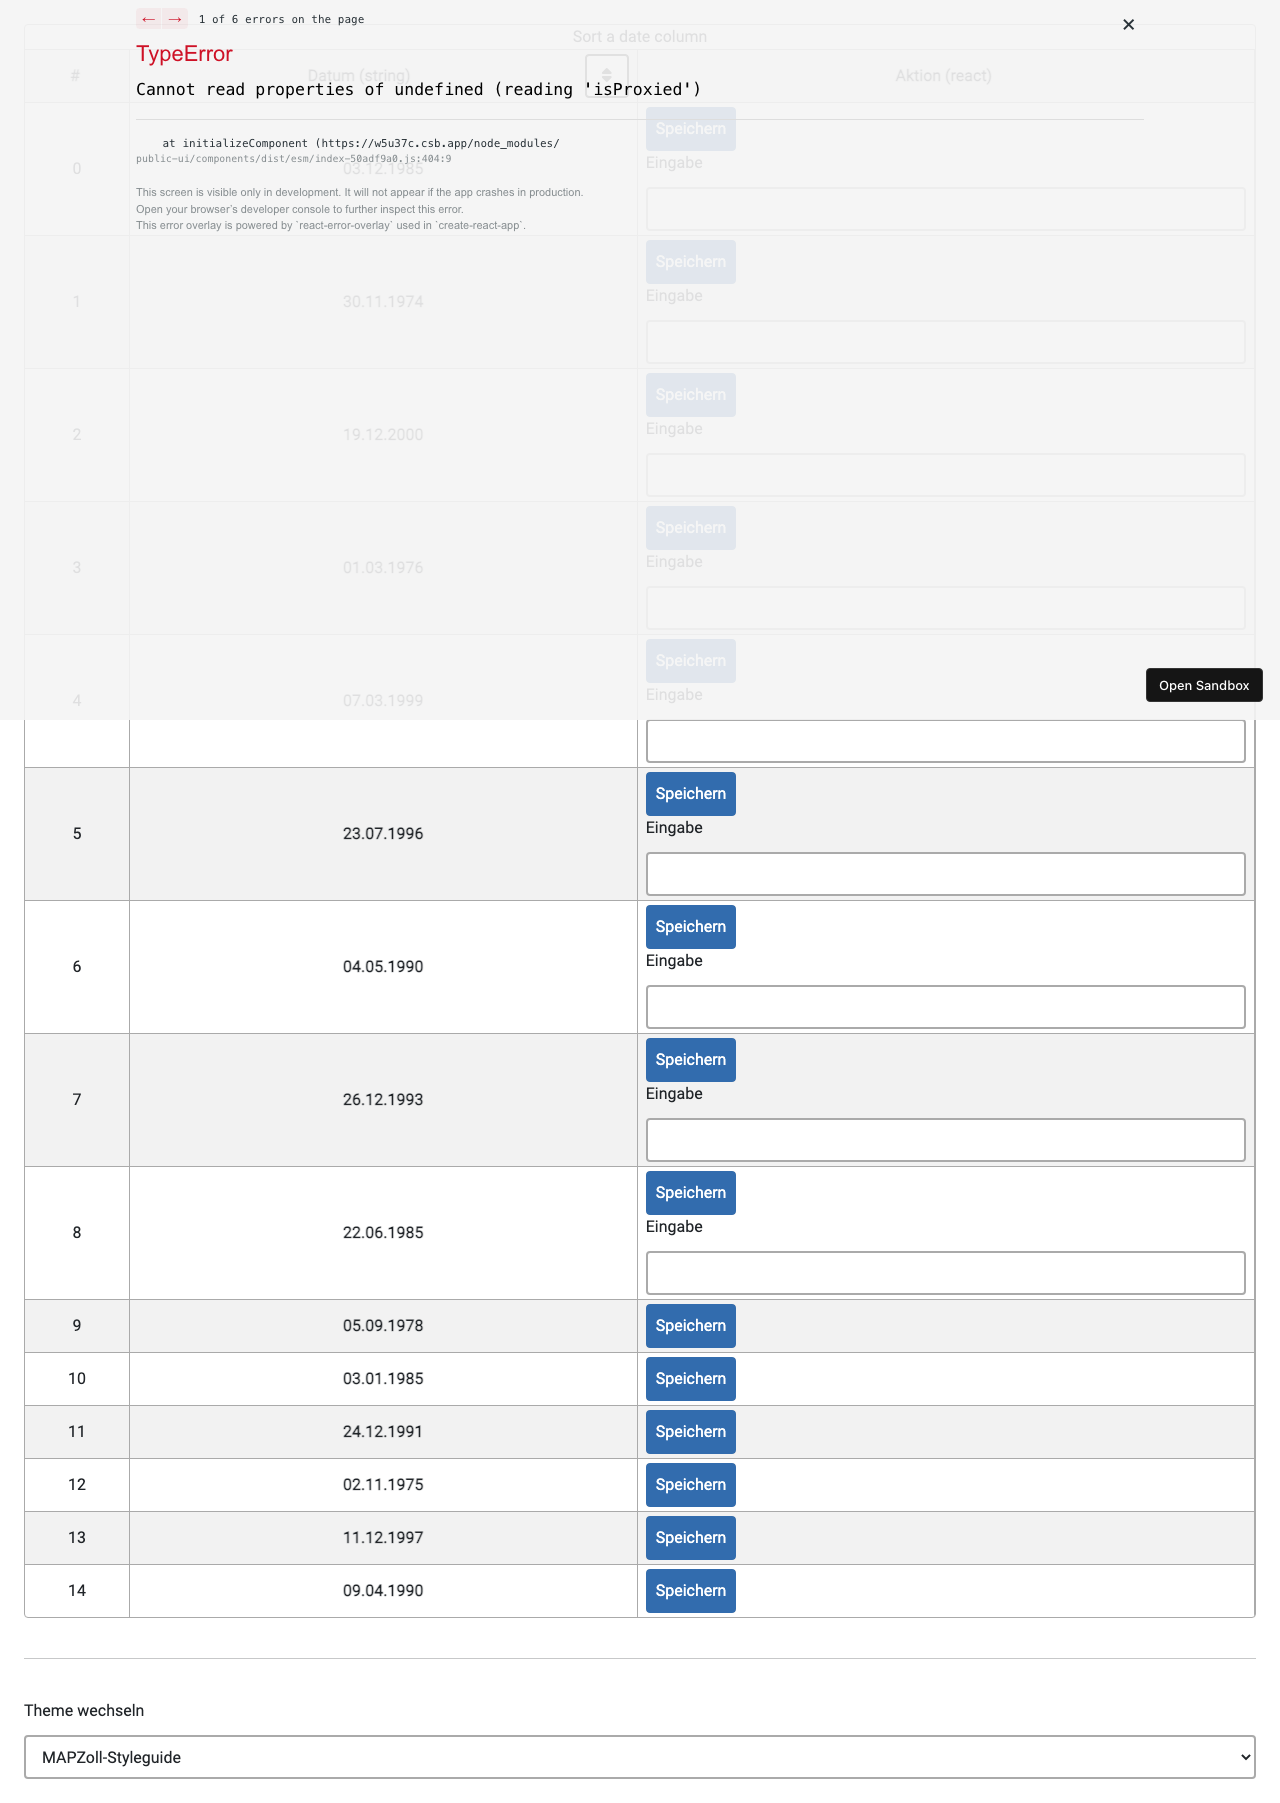 ← → 1 of 6 errors on the page ✕
Sort a date column
TypeError
# Datum (string) Aktion (react)
Cannot read properties of undefined (reading 'isProxied')
Speichern
at initializeComponent (https://w5u37c.csb.app/node_modules/
public-ui/components/dist/esm/index-50adf9a0.js:404:9
Eingabe
0 03.12.1985
This screen is visible only in development. It will not appear if the app crashes in production.
Open your browser's developer console to further inspect this error.
This error overlay is powered by `react-error-overlay` used in `create-react-app`.
Speichern
Eingabe
1 30.11.1974
Speichern
Eingabe
2 19.12.2000
Speichern
Eingabe
3 01.03.1976
Speichern
Eingabe
4 07.03.1999
Open Sandbox
Speichern
Eingabe
5 23.07.1996
Speichern
Eingabe
6 04.05.1990
Speichern
Eingabe
7 26.12.1993
Speichern
Eingabe
8 22.06.1985
9 05.09.1978 Speichern
10 03.01.1985 Speichern
11 24.12.1991 Speichern
12 02.11.1975 Speichern
13 11.12.1997 Speichern
14 09.04.1990 Speichern
Theme wechseln
MAPZoll-Styleguide